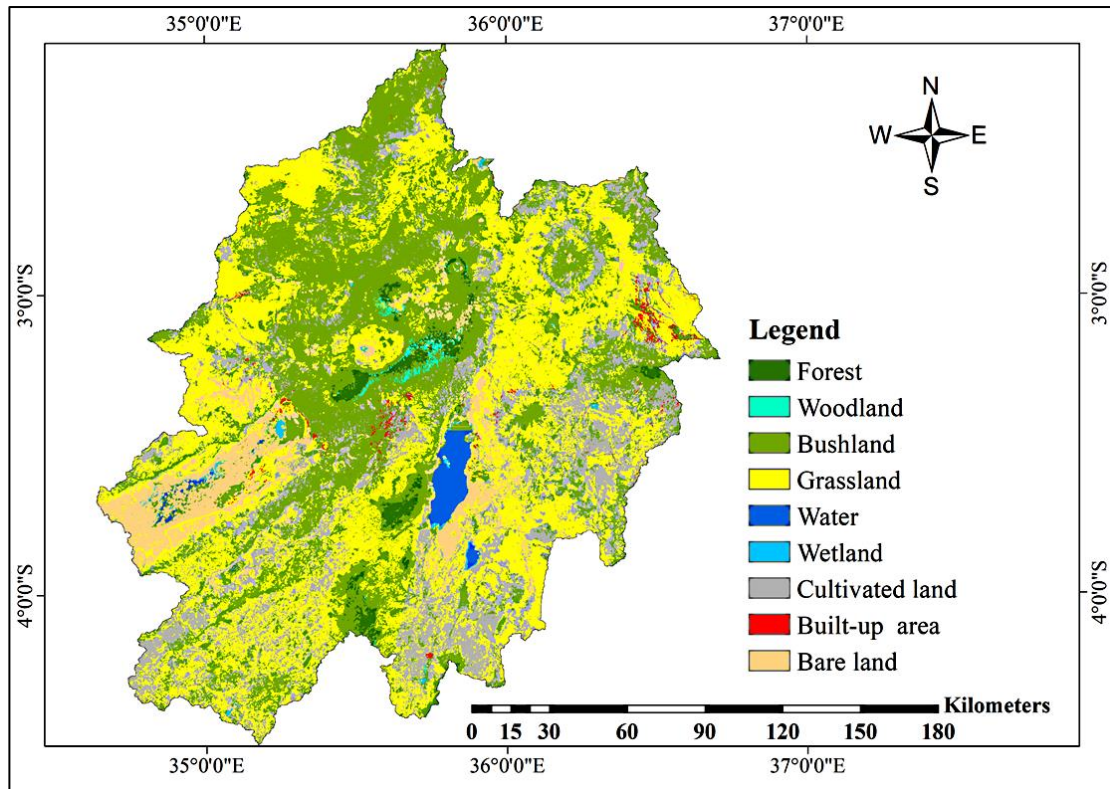 35°0'0"E 36°0'0"E 37°0'0"E
N
W E
S
3°0'0"S 3°0'0"S
Legend
Forest
Woodland
Bushland
Grassland
Water
Wetland
4°0'0"S Cultivated land 4°0'0"S
Built-up area
Bare land
Kilometers
0 15 30 60 90 120 150 180
35°0'0"E 36°0'0"E 37°0'0"E